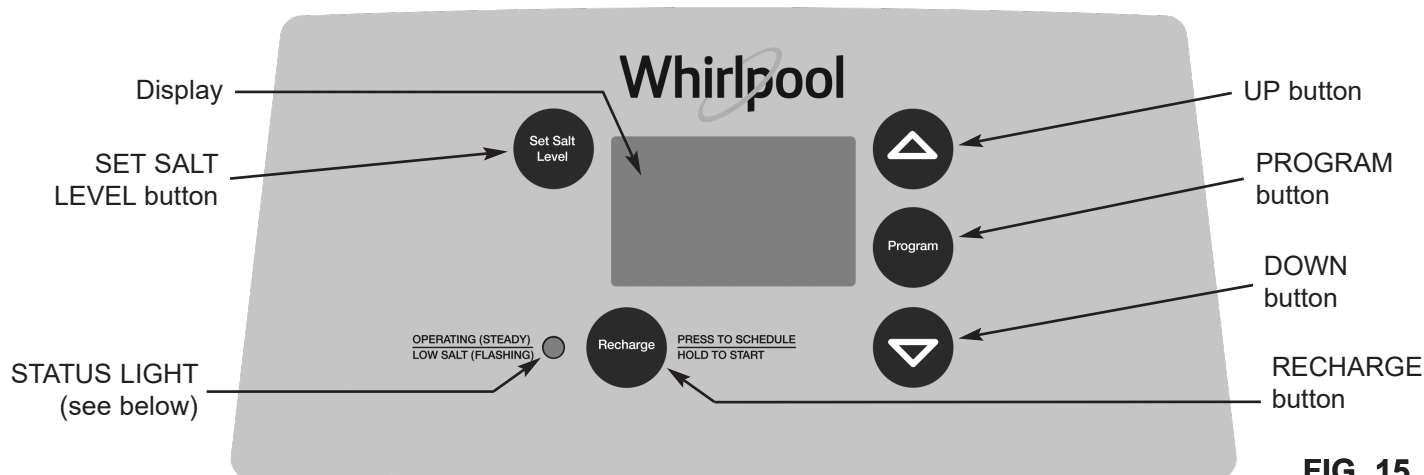 Whirlpool
Display
UP button
Set Salt
Level
SET SALT
LEVEL button
PROGRAM
button
Program
DOWN
button
OPERATING (STEADY)
LOW SALT (FLASHING)
Recharge
PRESS TO SCHEDULE
HOLD TO START
STATUS LIGHT
(see below)
RECHARGE
button
FIG. 15